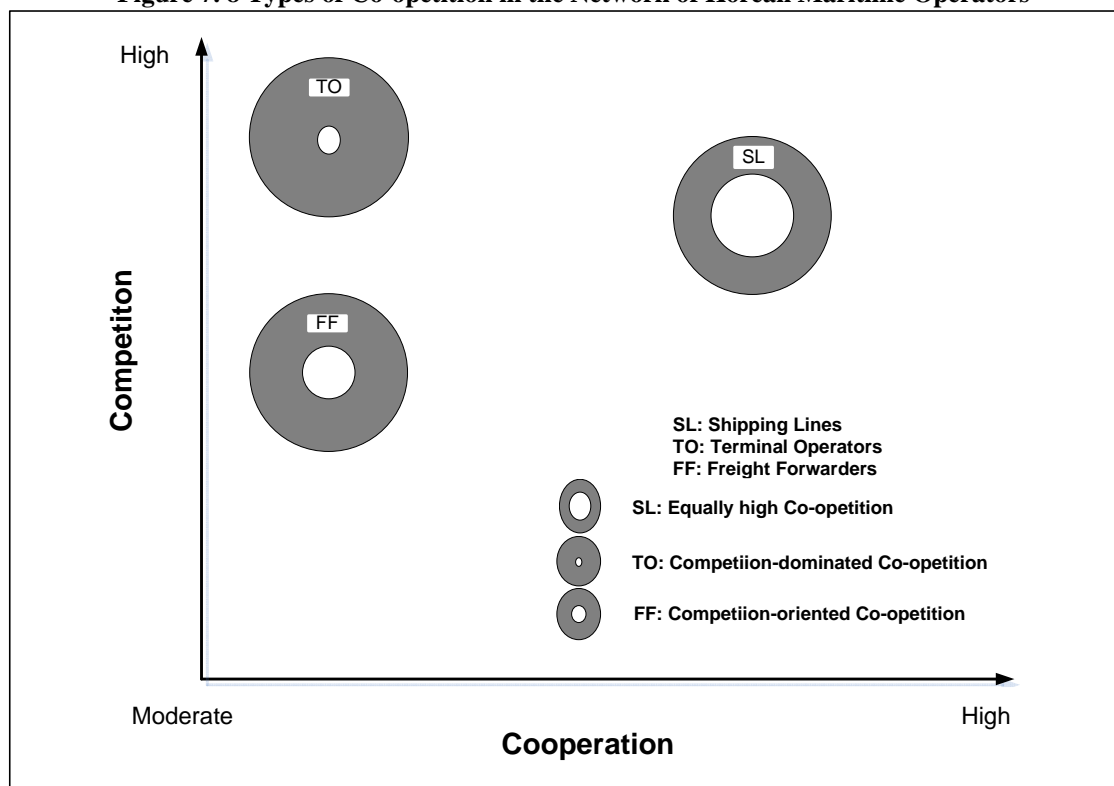 Figure 7. 8 Types of Co-opetition in the Network of Korean Maritime Operators
High
TO
SL
FF
Competiton
SL: Shipping Lines
TO: Terminal Operators
FF: Freight Forwarders
SL: Equally high Co-opetition
TO: Competiion-dominated Co-opetition
FF: Competiion-oriented Co-opetition
Moderate
High
Cooperation